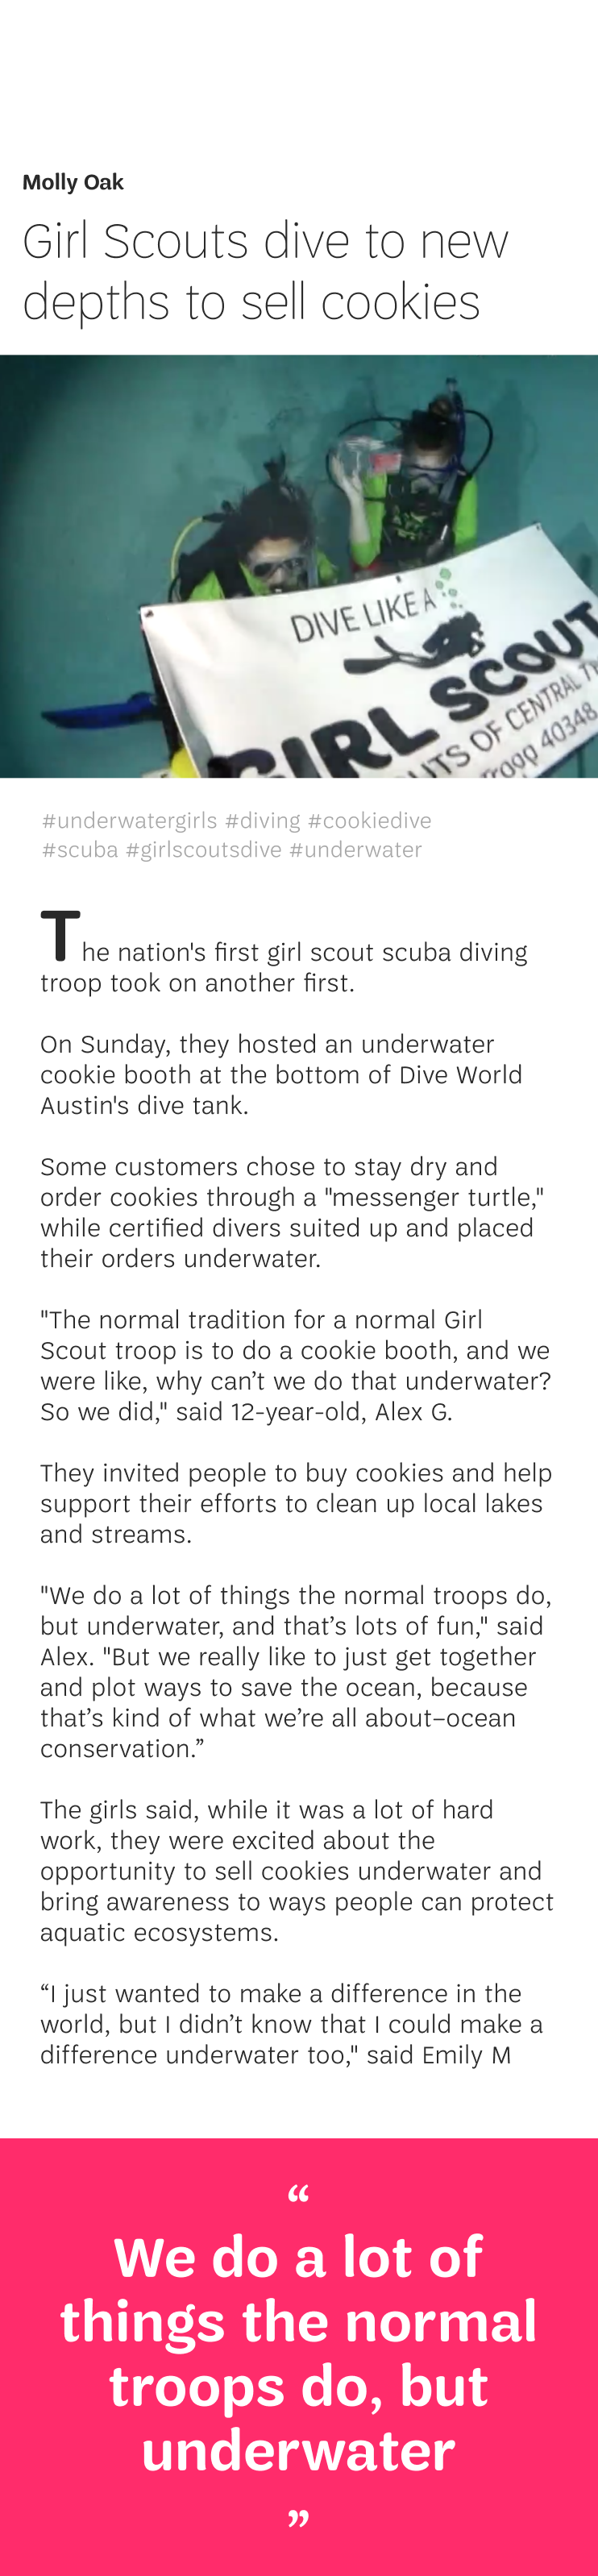 Molly Oak
Girl Scouts dive to new
depths to sell cookies
DIVE LIKE A
GIRL SCOUT
OF CENTRAL
Troop 40348
#underwatergirls #diving #cookiedive
#scuba #girlscoutsdive #underwater
The nation's first girl scout scuba diving
troop took on another first.
On Sunday, they hosted an underwater
cookie booth at the bottom of Dive World
Austin's dive tank.
Some customers chose to stay dry and
order cookies through a "messenger turtle,"
while certified divers suited up and placed
their orders underwater.
"The normal tradition for a normal Girl
Scout troop is to do a cookie booth, and we
were like, why can’t we do that underwater?
So we did," said 12-year-old, Alex G.
They invited people to buy cookies and help
support their efforts to clean up local lakes
and streams.
"We do a lot of things the normal troops do,
but underwater, and that’s lots of fun," said
Alex. "But we really like to just get together
and plot ways to save the ocean, because
that’s kind of what we’re all about–ocean
conservation.”
The girls said, while it was a lot of hard
work, they were excited about the
opportunity to sell cookies underwater and
bring awareness to ways people can protect
aquatic ecosystems.
“I just wanted to make a difference in the
world, but I didn’t know that I could make a
difference underwater too," said Emily M
“
We do a lot of
things the normal
troops do, but
underwater
”